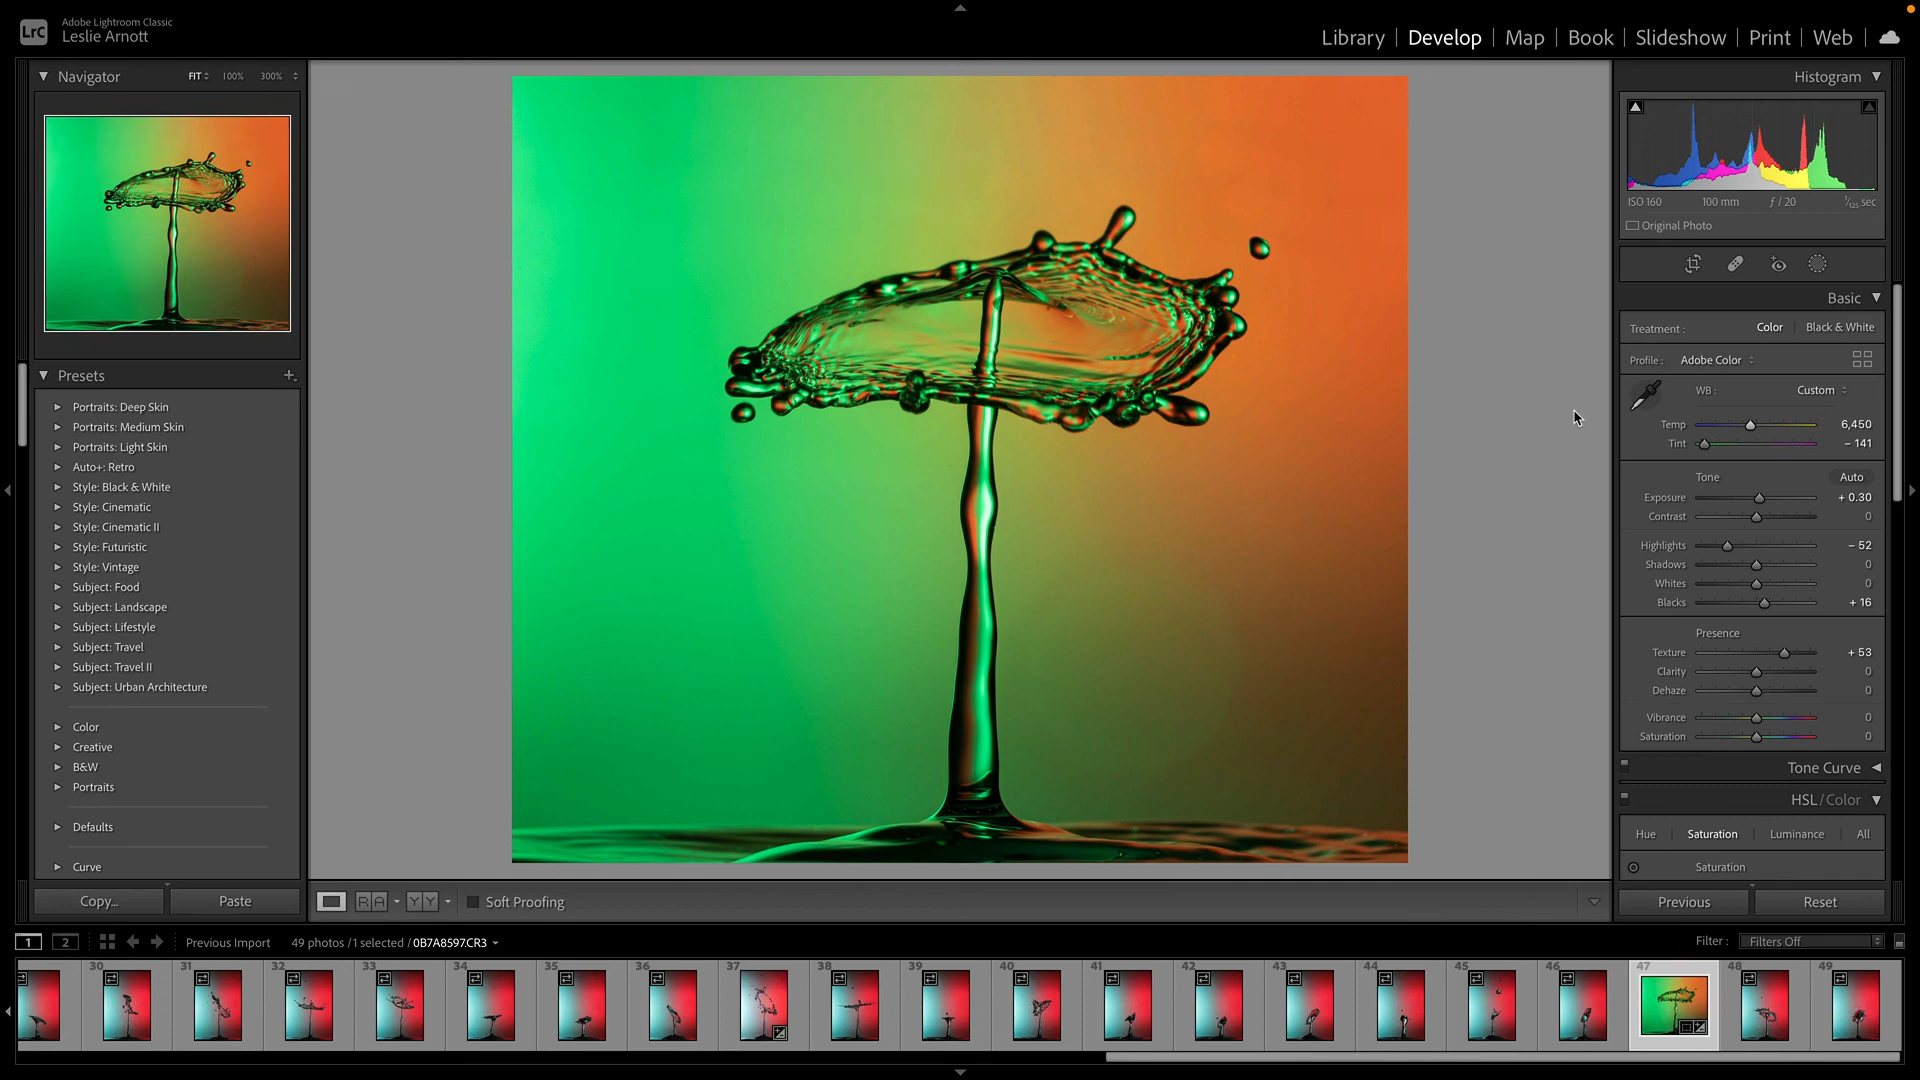 LrC
Adobe Lightroom Classic
Leslie Arnott
Library | Develop | Map | Book | Slideshow | Print | Web
Navigator FIT 100% 300%
Presets +
Portraits: Deep Skin
Portraits: Medium Skin
Portraits: Light Skin
Auto+: Retro
Style: Black & White
Style: Cinematic
Style: Cinematic II
Style: Futuristic
Style: Vintage
Subject: Food
Subject: Landscape
Subject: Lifestyle
Subject: Travel
Subject: Travel II
Subject: Urban Architecture
Color
Creative
B&W
Portraits
Defaults
Curve
Copy... Paste
Histogram
ISO 160 100 mm ƒ / 20 1/125 sec
Original Photo
Basic
Treatment : Color | Black & White
Profile : Adobe Color
WB : Custom
Temp 6,450
Tint – 141
Tone Auto
Exposure + 0.30
Contrast 0
Highlights – 52
Shadows 0
Whites 0
Blacks + 16
Presence
Texture + 53
Clarity 0
Dehaze 0
Vibrance 0
Saturation 0
Tone Curve
HSL / Color
Hue Saturation Luminance All
Saturation
Previous Reset
R A Y Y Soft Proofing
1 2 Previous Import 49 photos / 1 selected / 0B7A8597.CR3
Filter : Filters Off
30 31 32 33 34 35 36 37 38 39 40 41 42 43 44 45 46 47 48 49